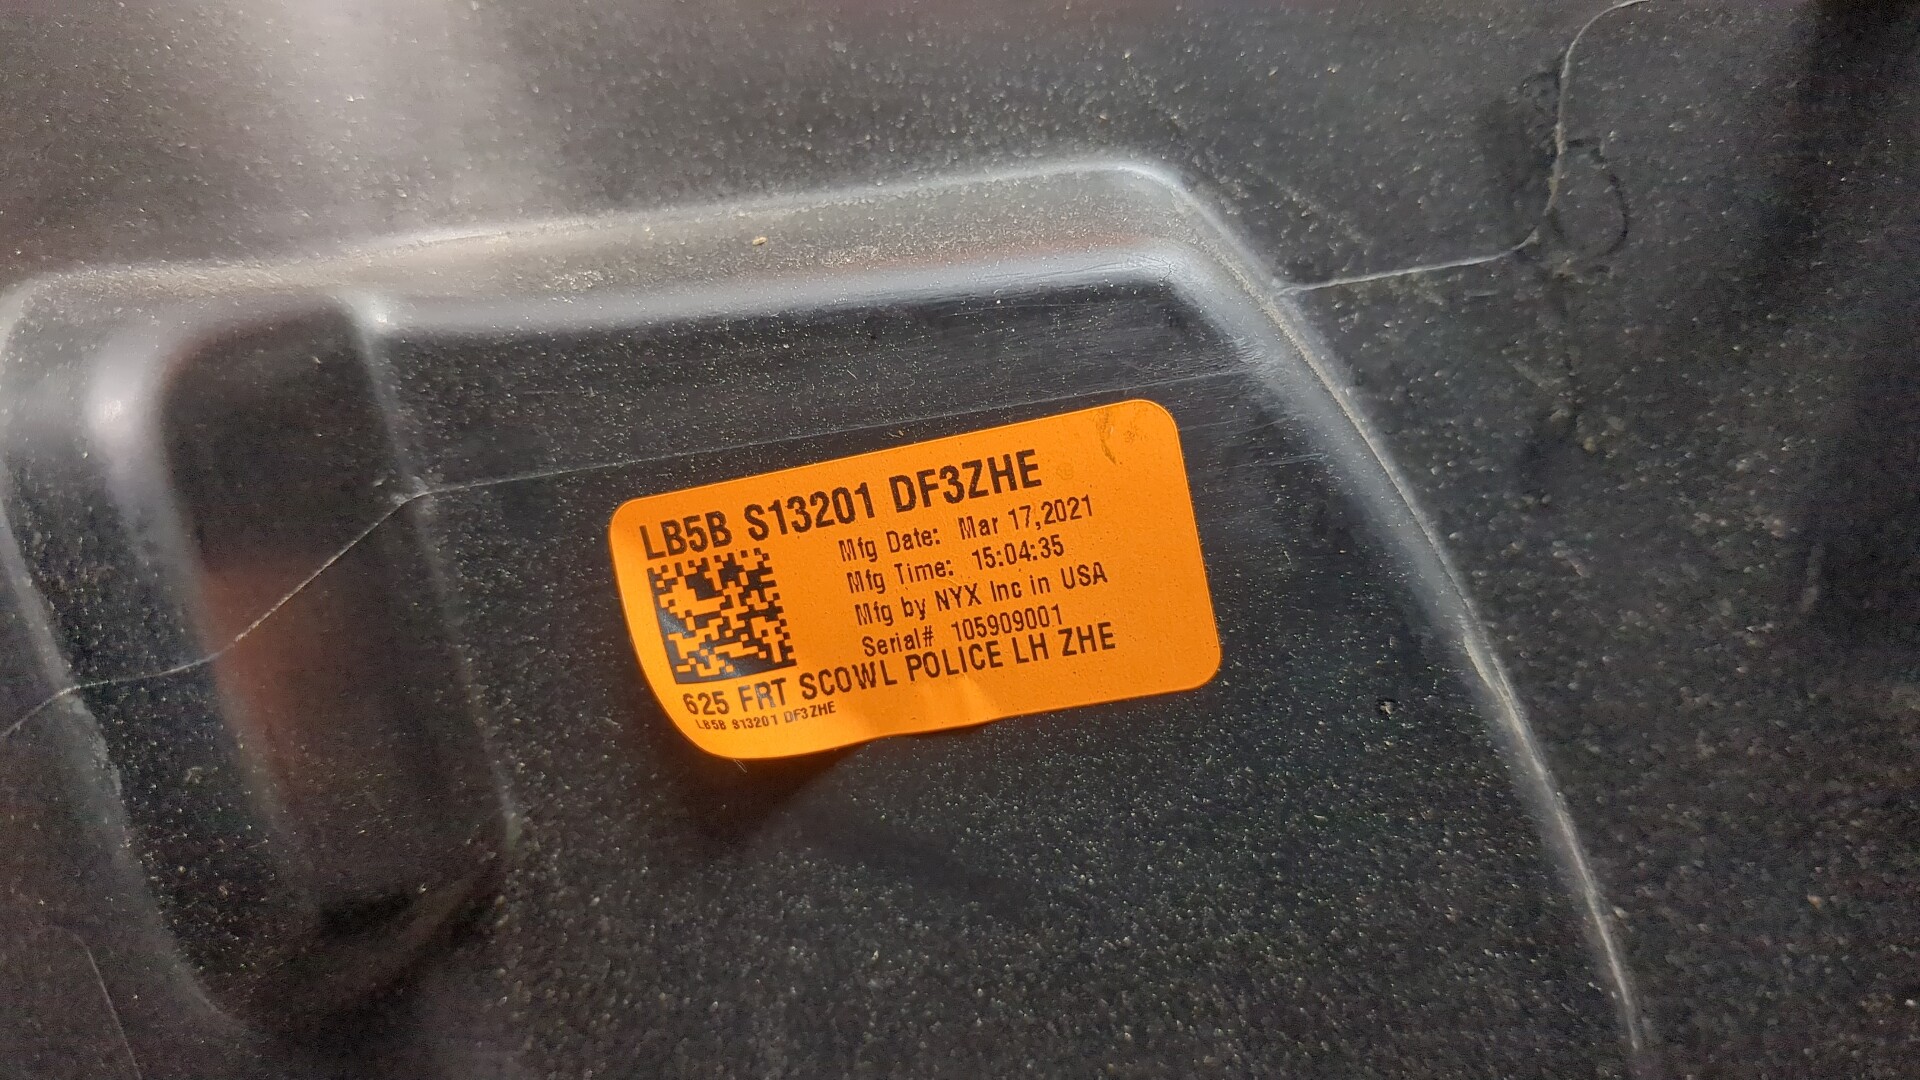 LB5B S13201 DF3ZHE
Mfg Date: Mar 17,2021
Mfg Time: 15:04:35
Mfg by NYX Inc in USA
Serial# 105909001
625 FRT SCOWL POLICE LH ZHE
LB5B S13201 DF3ZHE